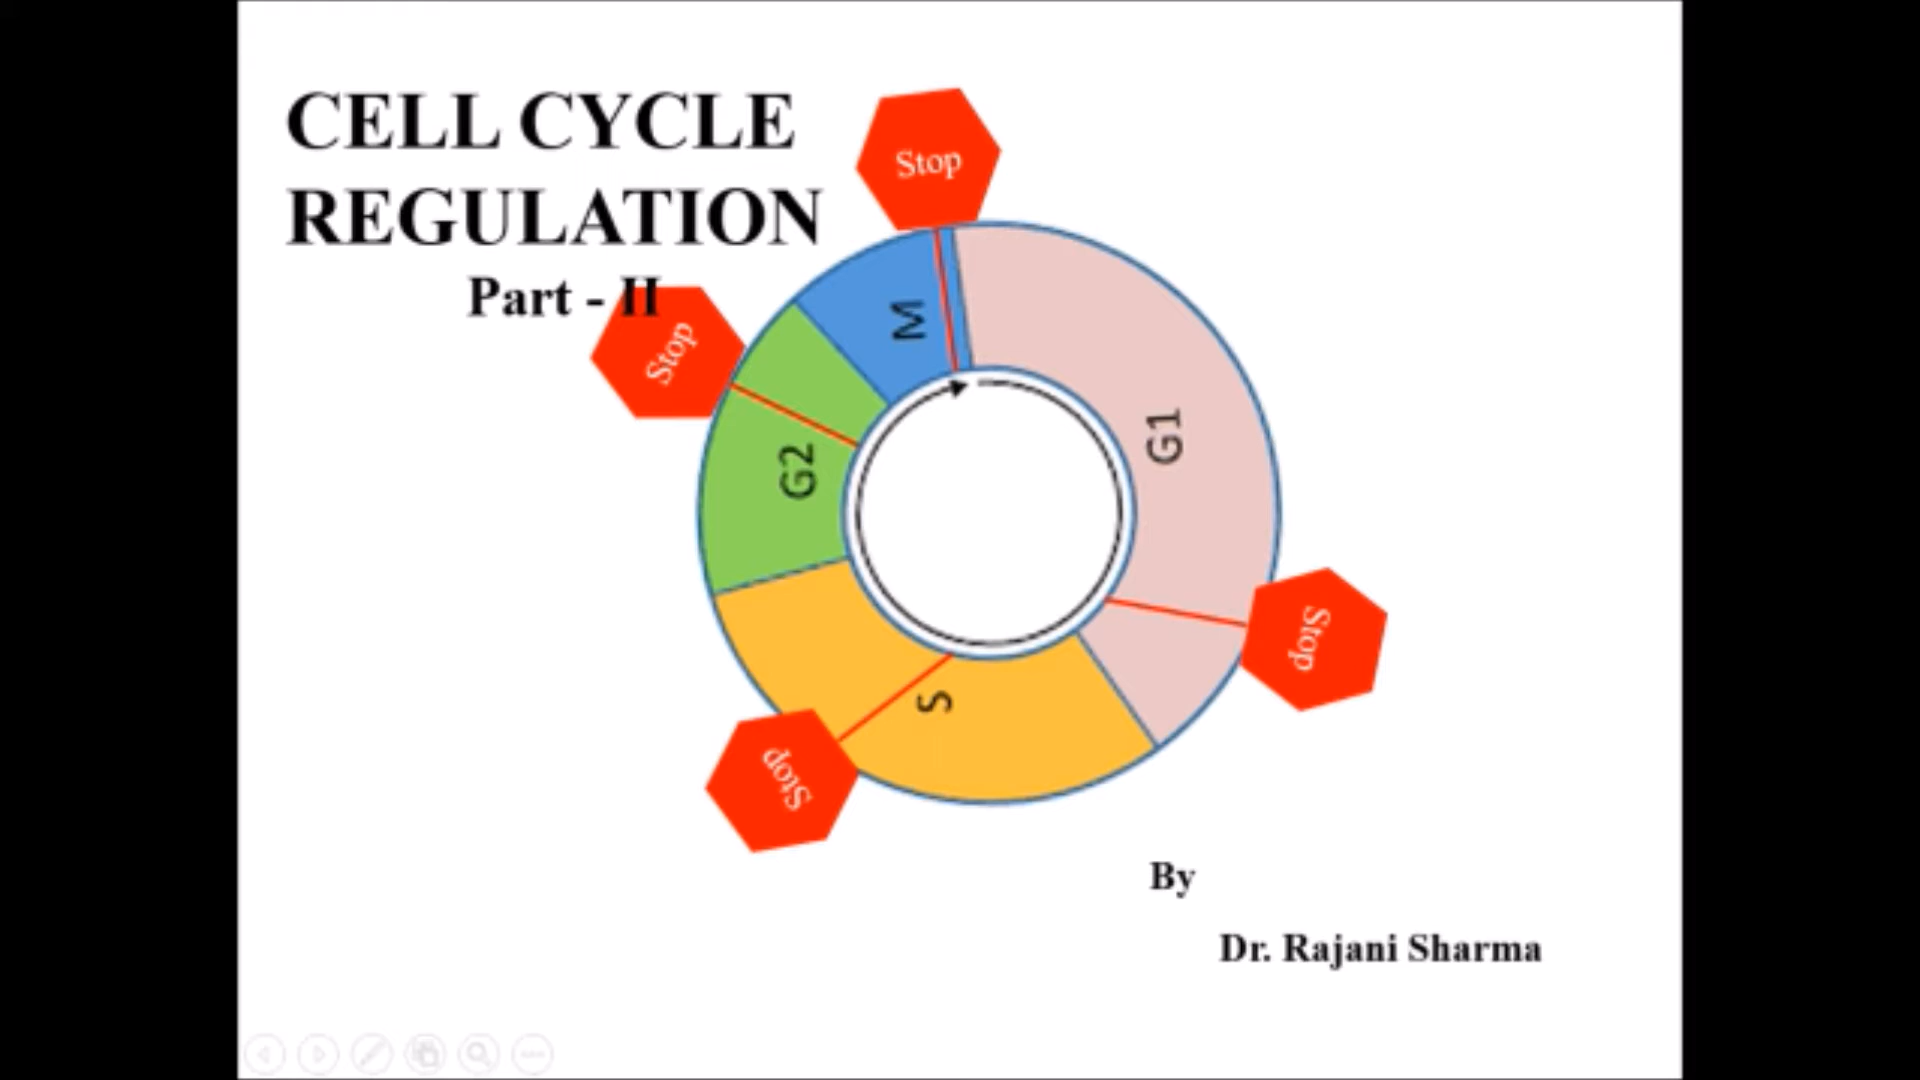 CELL CYCLE
REGULATION
Part - II
Stop
Stop
M
G1
G2
Stop
S
Stop
By
Dr. Rajani Sharma